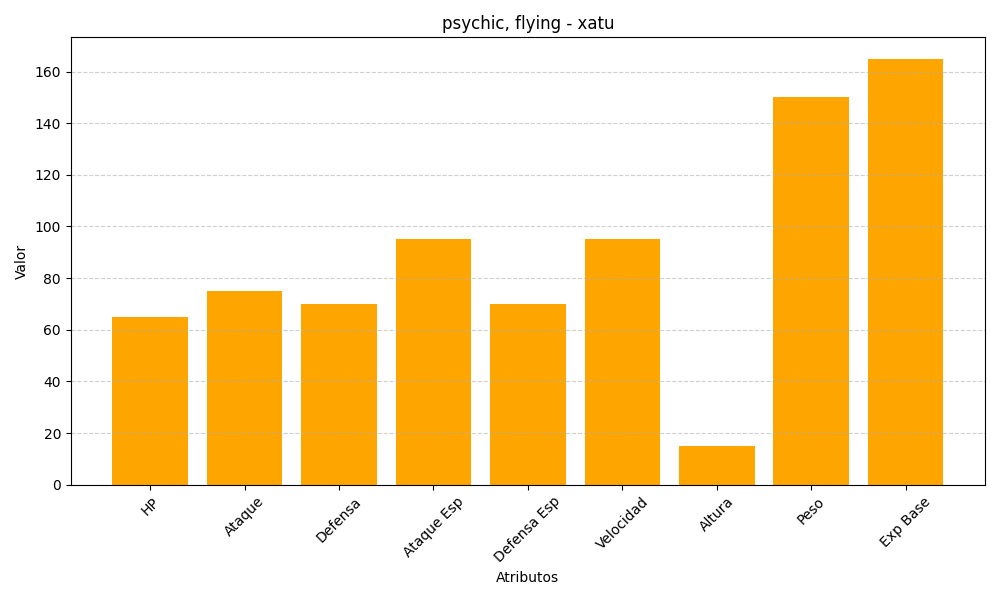 psychic, flying - xatu
Valor
160
140
120
100
80
60
40
20
0
HP
Ataque
Defensa
Ataque Esp
Defensa Esp
Velocidad
Altura
Peso
Exp Base
Atributos